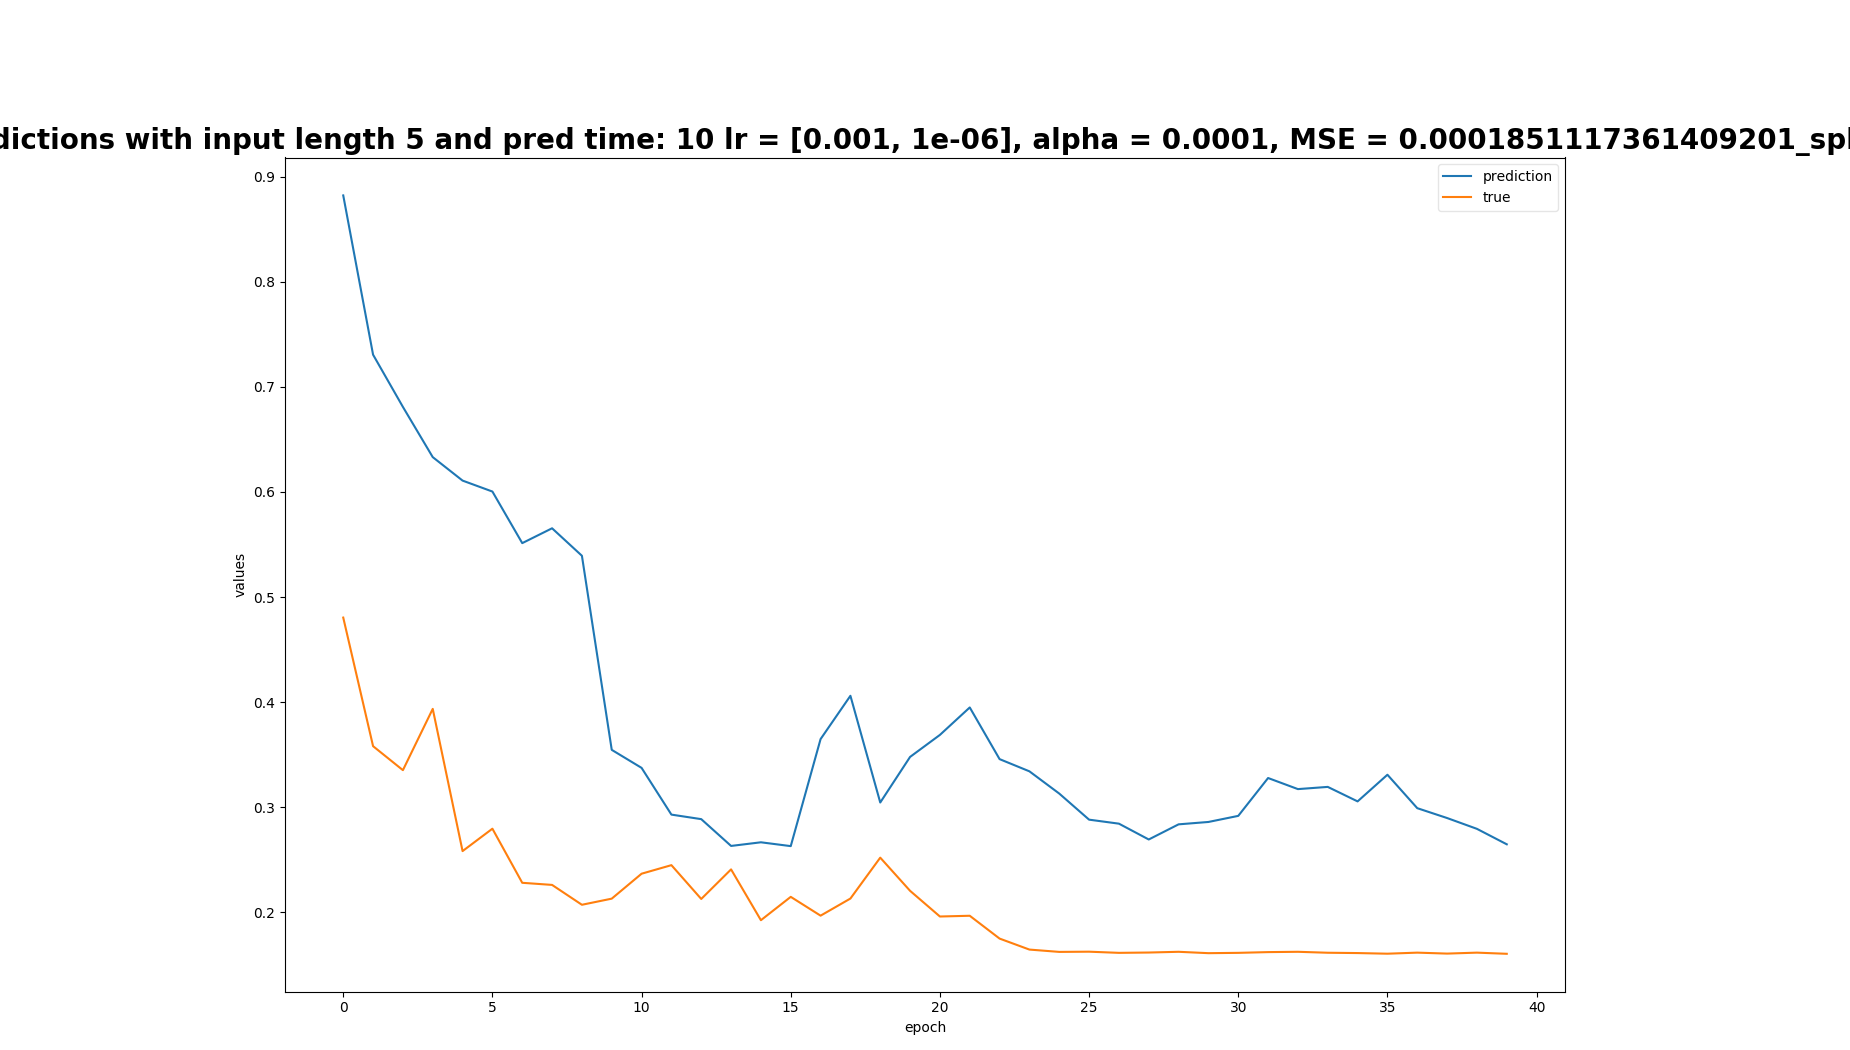 dictions with input length 5 and pred time: 10 lr = [0.001, 1e-06], alpha = 0.0001, MSE = 0.0001851117361409201_spl
prediction
true
0.9
0.8
0.7
0.6
0.5
0.4
0.3
0.2
values
0 5 10 15 20 25 30 35 40
epoch